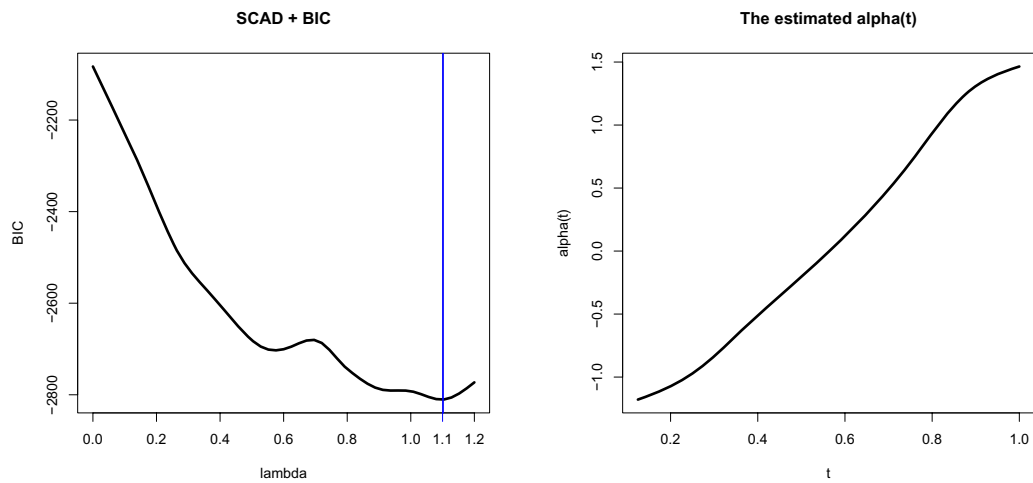 SCAD + BIC
BIC
−2200
−2400
−2600
−2800
0.0 0.2 0.4 0.6 0.8 1.0 1.1 1.2
lambda
The estimated alpha(t)
alpha(t)
1.5
1.0
0.5
0.0
−0.5
−1.0
0.2 0.4 0.6 0.8 1.0
t